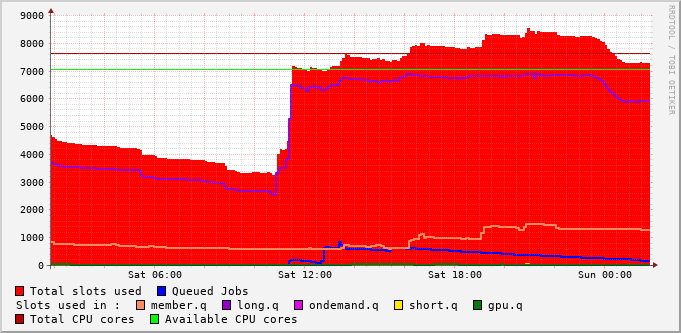 9000
8000
7000
6000
5000
4000
3000
2000
1000
0
Sat 06:00 Sat 12:00 Sat 18:00 Sun 00:00
RRDTOOL / TOBI OETIKER
Total slots used Queued Jobs
Slots used in : member.q long.q ondemand.q short.q gpu.q
Total CPU cores Available CPU cores